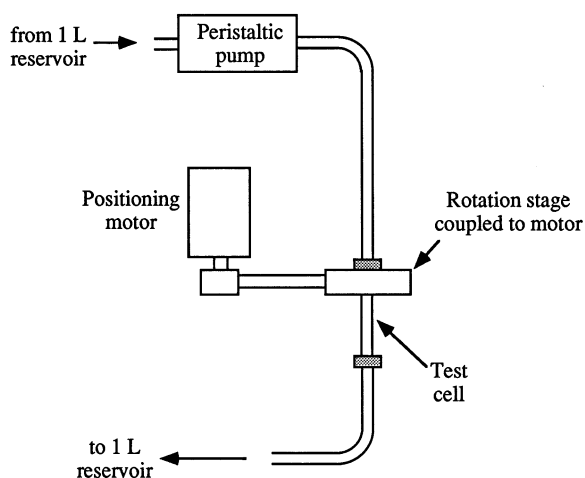 from 1 L
reservoir
Peristaltic
pump
Positioning
motor
Rotation stage
coupled to motor
Test
cell
to 1 L
reservoir